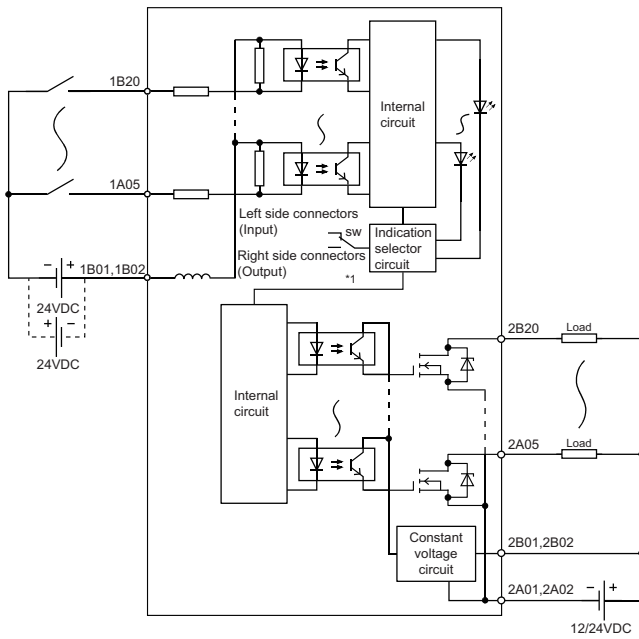 1B20
Internal
circuit
1A05
Left side connectors
(Input)
SW
Right side connectors
(Output)
Indication
selector
circuit
*1
− +
1B01,1B02
24VDC
+ −
24VDC
Internal
circuit
2B20
Load
2A05
Load
Constant
voltage
circuit
2B01,2B02
2A01,2A02
− +
12/24VDC